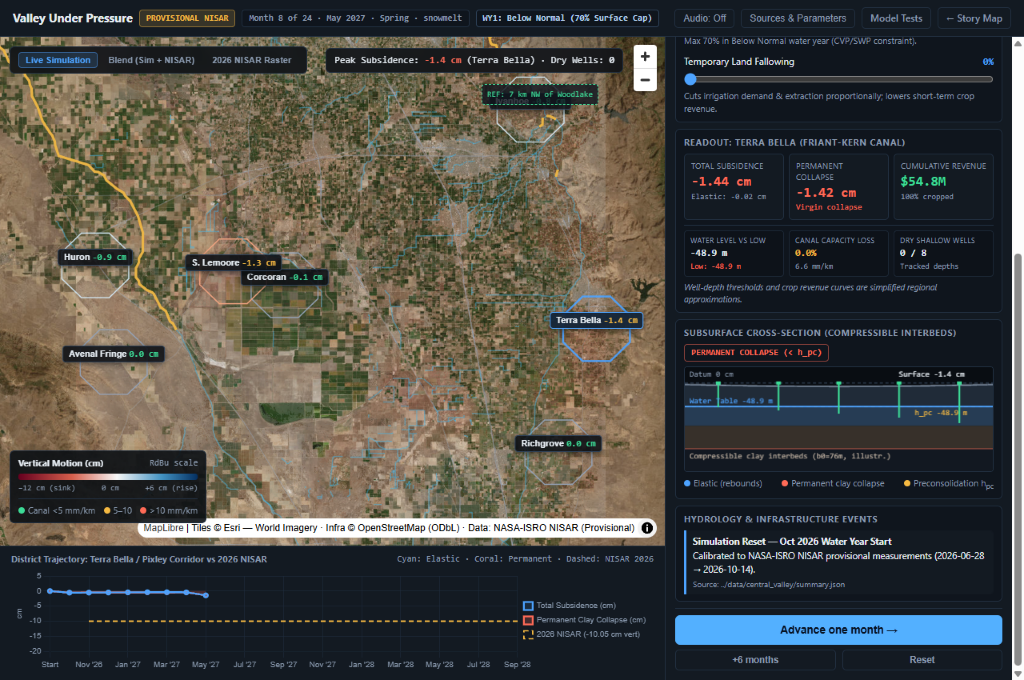 Valley Under Pressure
PROVISIONAL NISAR
Month 8 of 24 · May 2027 · Spring · snowmelt
WY1: Below Normal (70% Surface Cap)
Audio: Off
Sources & Parameters
Model Tests
← Story Map
Live Simulation
Blend (Sim + NISAR)
2026 NISAR Raster
Peak Subsidence: -1.4 cm (Terra Bella) · Dry Wells: 0
+
−
REF: 7 km NW of Woodlake
Huron -0.9 cm
S. Lemoore -1.3 cm
Corcoran -0.1 cm
Terra Bella -1.4 cm
Avenal Fringe 0.0 cm
Richgrove 0.0 cm
Vertical Motion (cm)
RdBu scale
−12 cm (sink)
0 cm
+6 cm (rise)
Canal <5 mm/km
5–10
>10 mm/km
MapLibre | Tiles © Esri — World Imagery · Infra © OpenStreetMap (ODbL) · Data: NASA-ISRO NISAR (Provisional)
District Trajectory: Terra Bella / Pixley Corridor vs 2026 NISAR
Cyan: Elastic · Coral: Permanent · Dashed: NISAR 2026
5
0
-5
-10
-15
-20
cm
Start
Nov '26
Jan '27
Mar '27
May '27
Jul '27
Sep '27
Nov '27
Jan '28
Mar '28
May '28
Jul '28
Sep '28
Total Subsidence (cm)
Permanent Clay Collapse (cm)
2026 NISAR (-10.05 cm vert)
Max 70% in Below Normal water year (CVP/SWP constraint).
Temporary Land Fallowing
0%
Cuts irrigation demand & extraction proportionally; lowers short-term crop
revenue.
READOUT: TERRA BELLA (FRIANT-KERN CANAL)
TOTAL SUBSIDENCE
-1.44 cm
Elastic: -0.02 cm
PERMANENT
COLLAPSE
-1.42 cm
Virgin collapse
CUMULATIVE REVENUE
$54.8M
100% cropped
WATER LEVEL VS LOW
-48.9 m
Low: -48.9 m
CANAL CAPACITY LOSS
0.0%
6.6 mm/km
DRY SHALLOW WELLS
0 / 8
Tracked depths
Well-depth thresholds and crop revenue curves are simplified regional
approximations.
SUBSURFACE CROSS-SECTION (COMPRESSIBLE INTERBEDS)
PERMANENT COLLAPSE (< h_pc)
Datum 0 cm
Surface -1.4 cm
Water Table -48.9 m
h_pc -48.9 m
Compressible clay interbeds (b0=76m, illustr.)
Elastic (rebounds)
Permanent clay collapse
Preconsolidation hpc
HYDROLOGY & INFRASTRUCTURE EVENTS
Simulation Reset — Oct 2026 Water Year Start
Calibrated to NASA-ISRO NISAR provisional measurements (2026-06-28
→ 2026-10-14).
Source: ../data/central_valley/summary.json
Advance one month →
+6 months
Reset